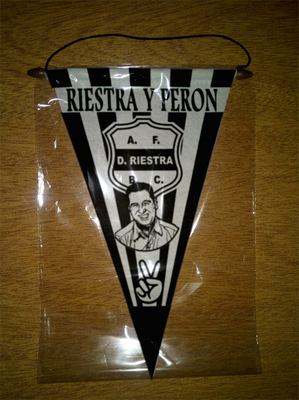 RIESTRA Y PERON
A. F.
D. RIESTRA
B C.